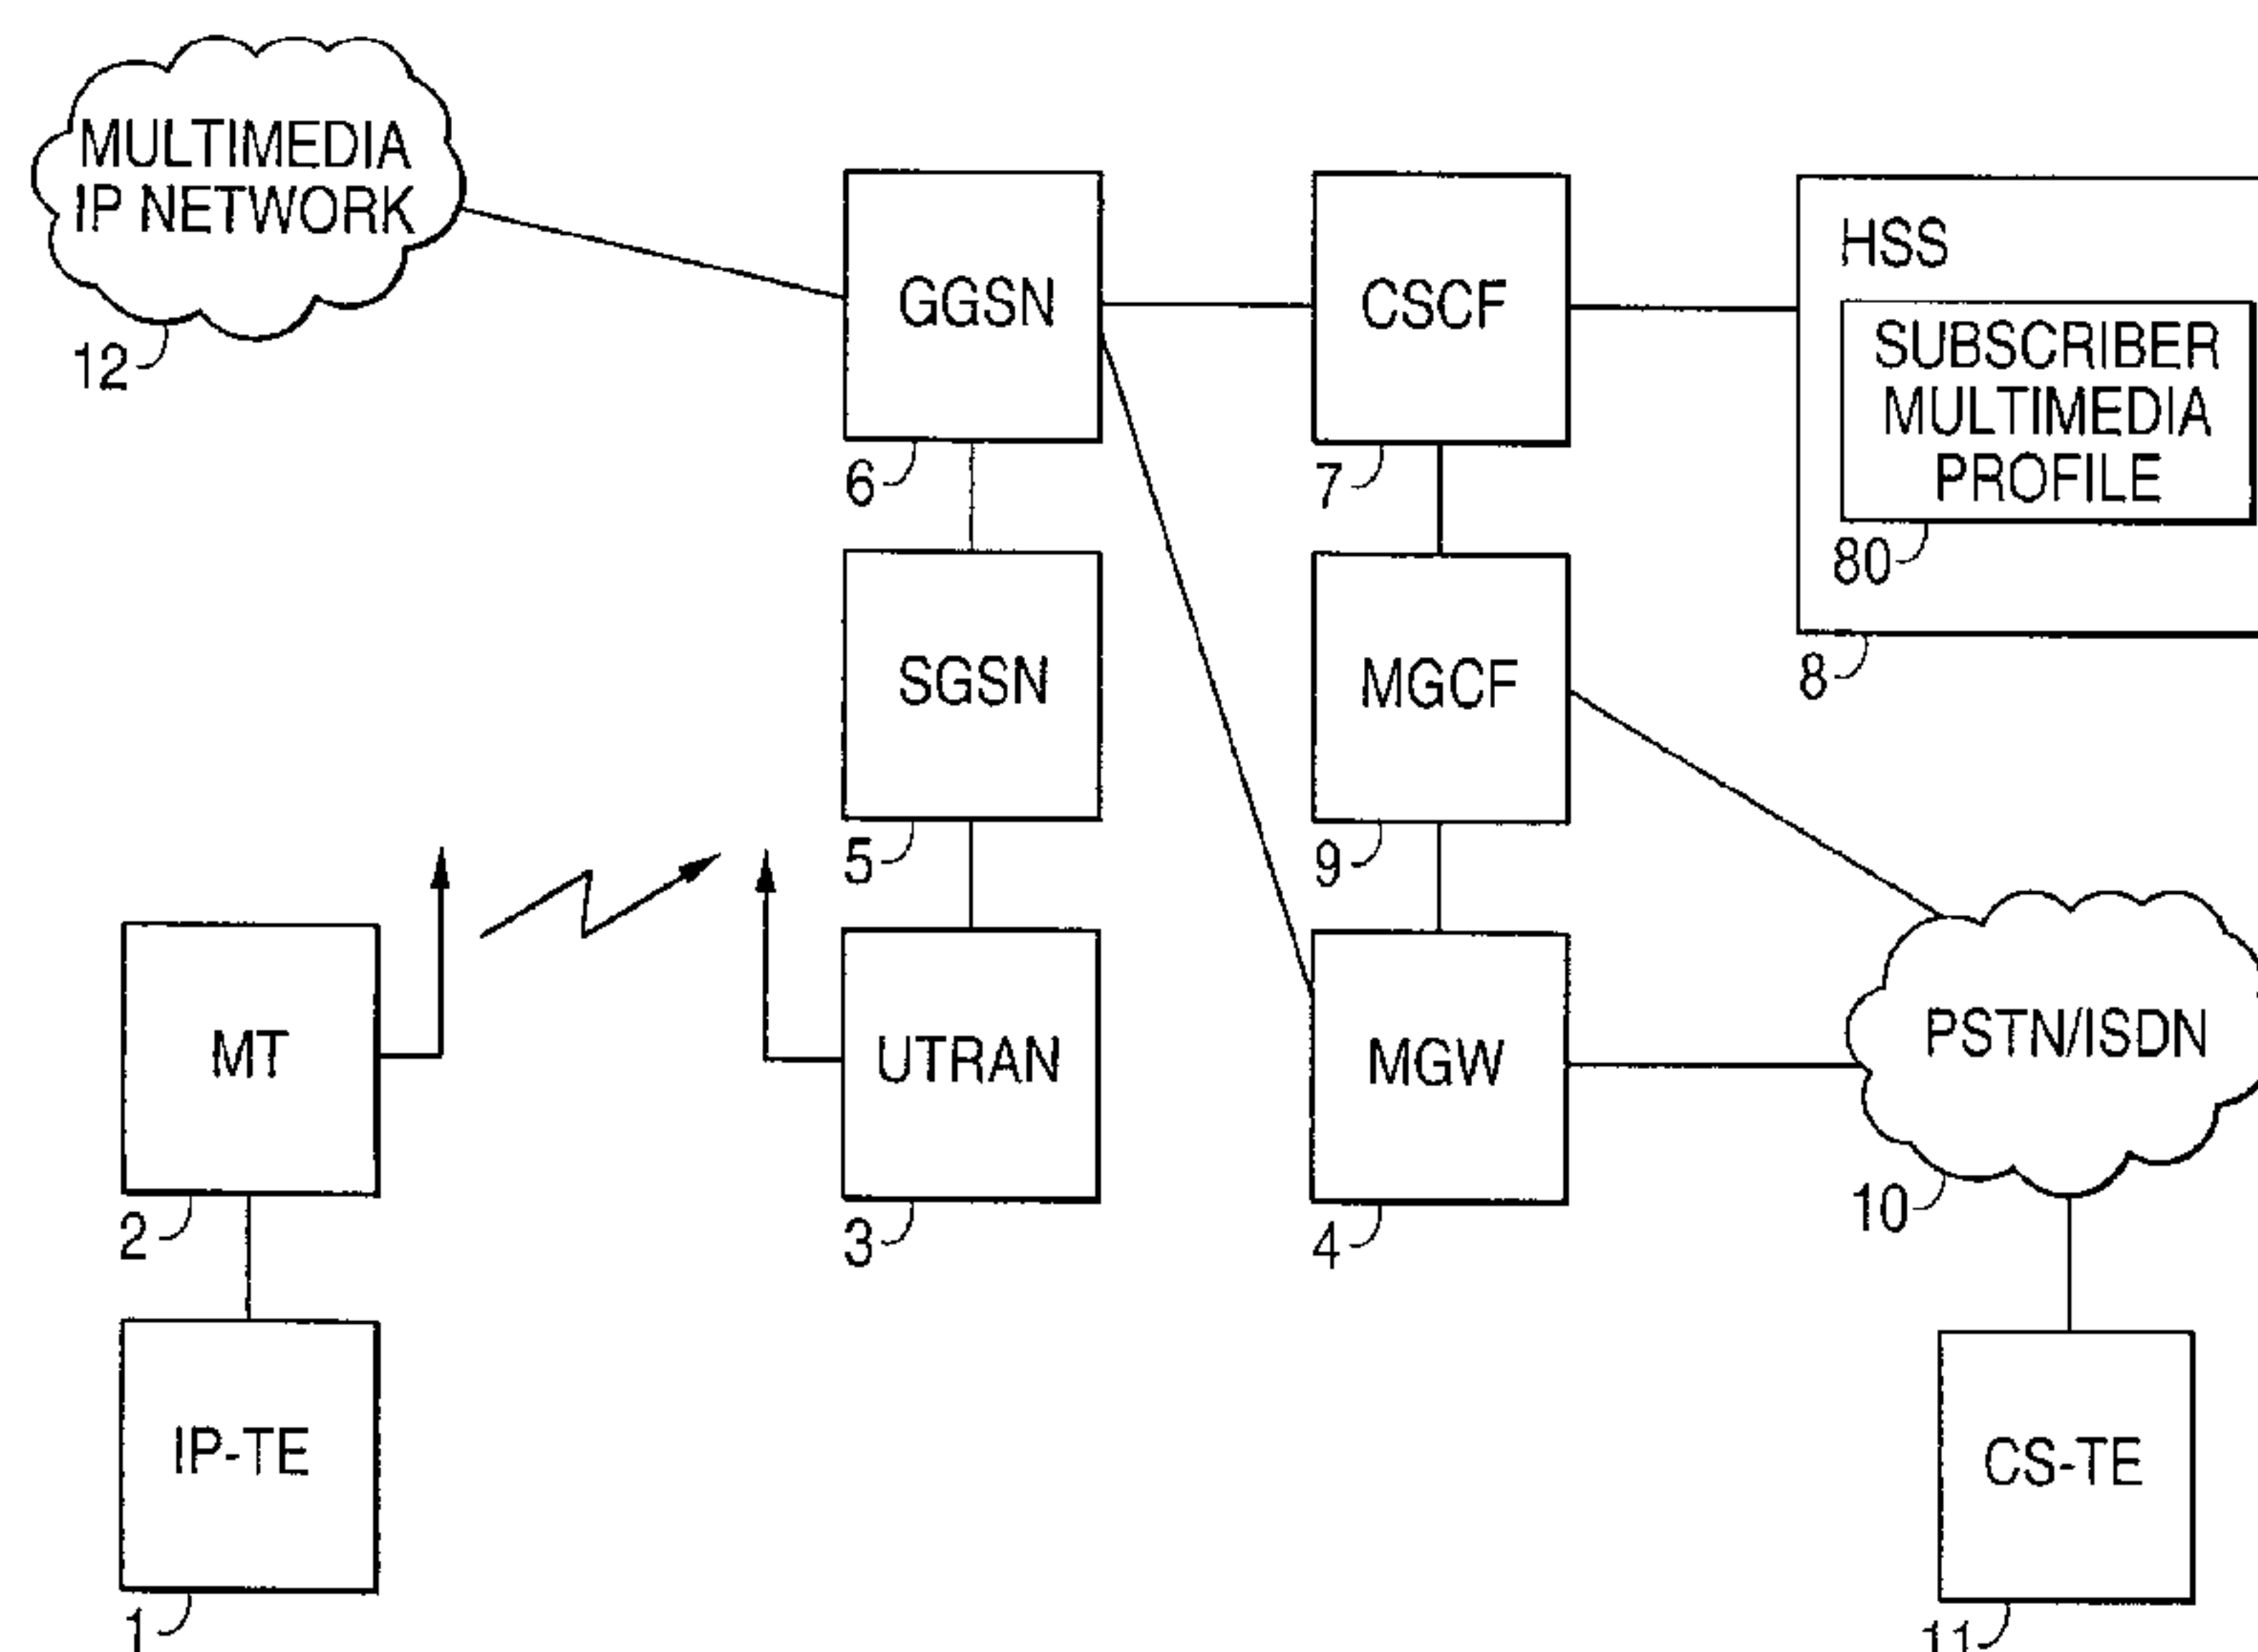 MULTIMEDIA
IP NETWORK
12
GGSN
6
CSCF
7
HSS
SUBSCRIBER
MULTIMEDIA
PROFILE
80
8
SGSN
5
MGCF
9
MT
2
UTRAN
3
MGW
4
PSTN/ISDN
10
IP-TE
1
CS-TE
11